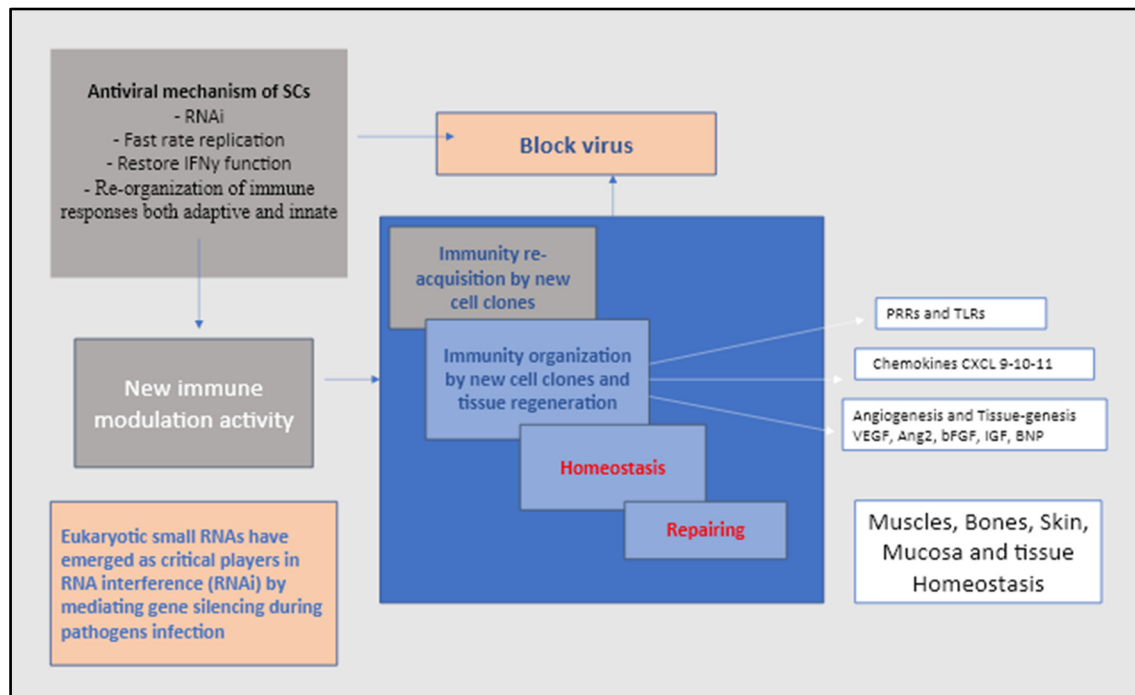 Antiviral mechanism of SCs
- RNAi
- Fast rate replication
- Restore IFNγ function
- Re-organization of immune
responses both adaptive and innate
Block virus
Immunity re-
acquisition by new
cell clones
Immunity organization
by new cell clones and
tissue regeneration
Homeostasis
Repairing
New immune
modulation activity
PRRs and TLRs
Chemokines CXCL 9-10-11
Angiogenesis and Tissue-genesis
VEGF, Ang2, bFGF, IGF, BNP
Eukaryotic small RNAs have
emerged as critical players in
RNA interference (RNAi) by
mediating gene silencing during
pathogens infection
Muscles, Bones, Skin,
Mucosa and tissue
Homeostasis